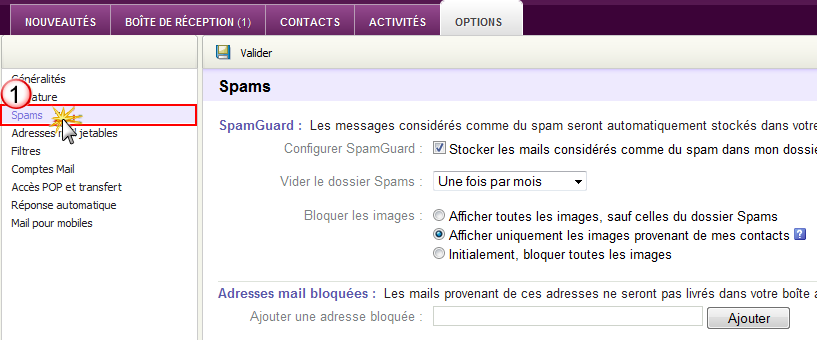 NOUVEAUTÉS BOÎTE DE RÉCEPTION (1) CONTACTS ACTIVITÉS OPTIONS
Valider
Généralités
1
ature
Spams
Adresses jetables
Filtres
Comptes Mail
Accès POP et transfert
Réponse automatique
Mail pour mobiles
Spams
SpamGuard : Les messages considérés comme du spam seront automatiquement stockés dans votre
Configurer SpamGuard : Stocker les mails considérés comme du spam dans mon dossie
Vider le dossier Spams : Une fois par mois
Bloquer les images : Afficher toutes les images, sauf celles du dossier Spams
Afficher uniquement les images provenant de mes contacts ?
Initialement, bloquer toutes les images
Adresses mail bloquées : Les mails provenant de ces adresses ne seront pas livrés dans votre boîte a
Ajouter une adresse bloquée : Ajouter